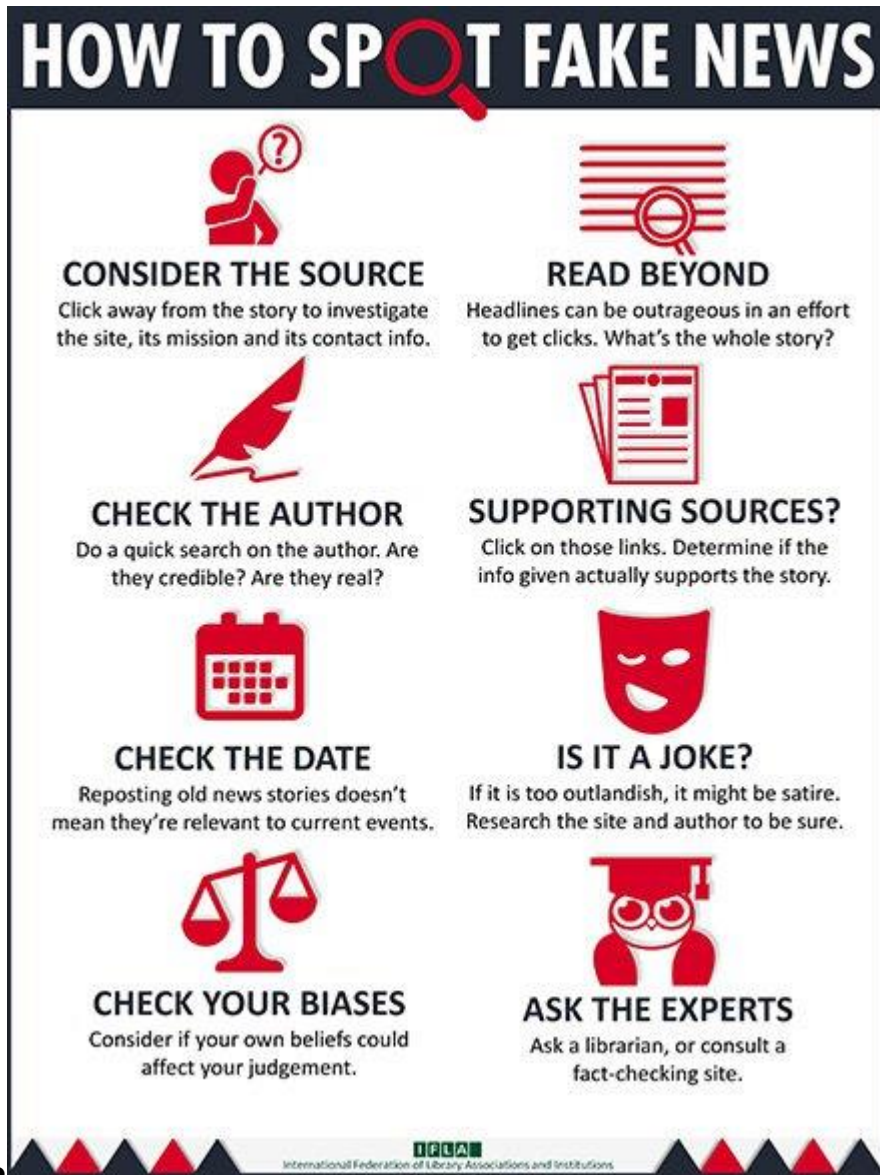 HOW TO SPOT FAKE NEWS
?
CONSIDER THE SOURCE
Click away from the story to investigate
the site, its mission and its contact info.
READ BEYOND
Headlines can be outrageous in an effort
to get clicks. What's the whole story?
CHECK THE AUTHOR
Do a quick search on the author. Are
they credible? Are they real?
SUPPORTING SOURCES?
Click on those links. Determine if the
info given actually supports the story.
CHECK THE DATE
Reposting old news stories doesn't
mean they're relevant to current events.
IS IT A JOKE?
If it is too outlandish, it might be satire.
Research the site and author to be sure.
CHECK YOUR BIASES
Consider if your own beliefs could
affect your judgement.
ASK THE EXPERTS
Ask a librarian, or consult a
fact-checking site.
IFLA
International Federation of Library Associations and Institutions